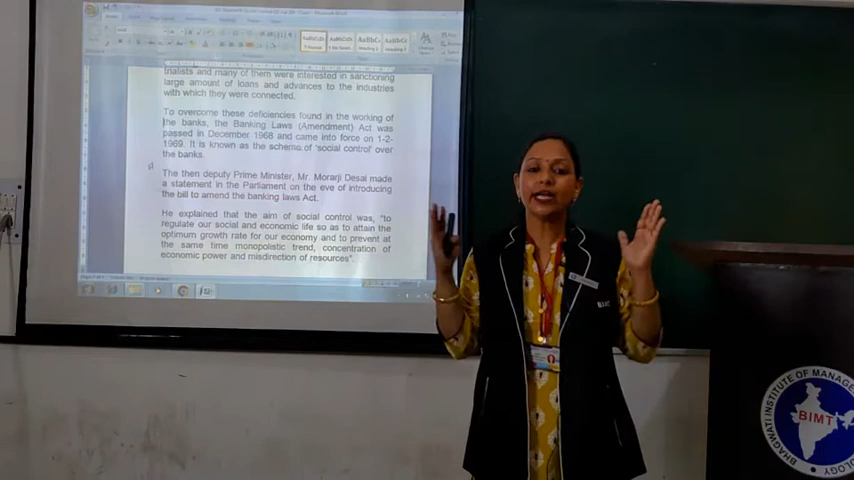 trialists and many of them were interested in sanctioning
large amount of loans and advances to the industries
with which they were connected.
To overcome these deficiencies found in the working of
the banks, the Banking Laws (Amendment) Act was
passed in December 1968 and came into force on 1-2-
1969. It is known as the scheme of 'social control' over
the banks.
The then deputy Prime Minister, Mr. Morarji Desai made
a statement in the Parliament on the eve of introducing
the bill to amend the banking laws Act.
He explained that the aim of social control was, "to
regulate our social and economic life so as to attain the
optimum growth rate for our economy and to prevent at
the same time monopolistic trend, concentration of
economic power and misdirection of resources".
BIMT
INSTITUTE OF MANAGE
BHAGWANT
BIMT